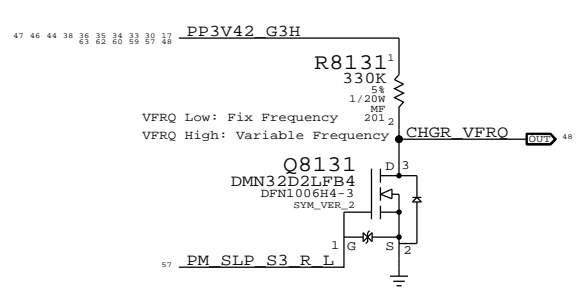 47 46 44 38 36 35 34 33 30 17 PP3V42_G3H
63 62 60 59 57 48
R8131 1
330K
5%
1/20W
MF
201 2
VFRQ Low: Fix Frequency
VFRQ High: Variable Frequency
CHGR_VFRQ OUT 48
Q8131 D 3
DMN32D2LFB4
DFN1006H4-3
SYM_VER_2
1 G S 2
57 PM_SLP_S3_R_L